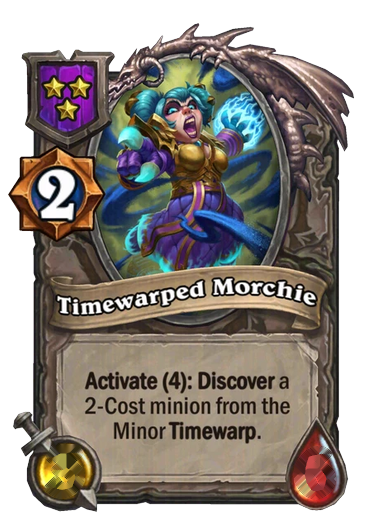 2
Timewarped Morchie
Activate (4): Discover a
2-Cost minion from the
Minor Timewarp.